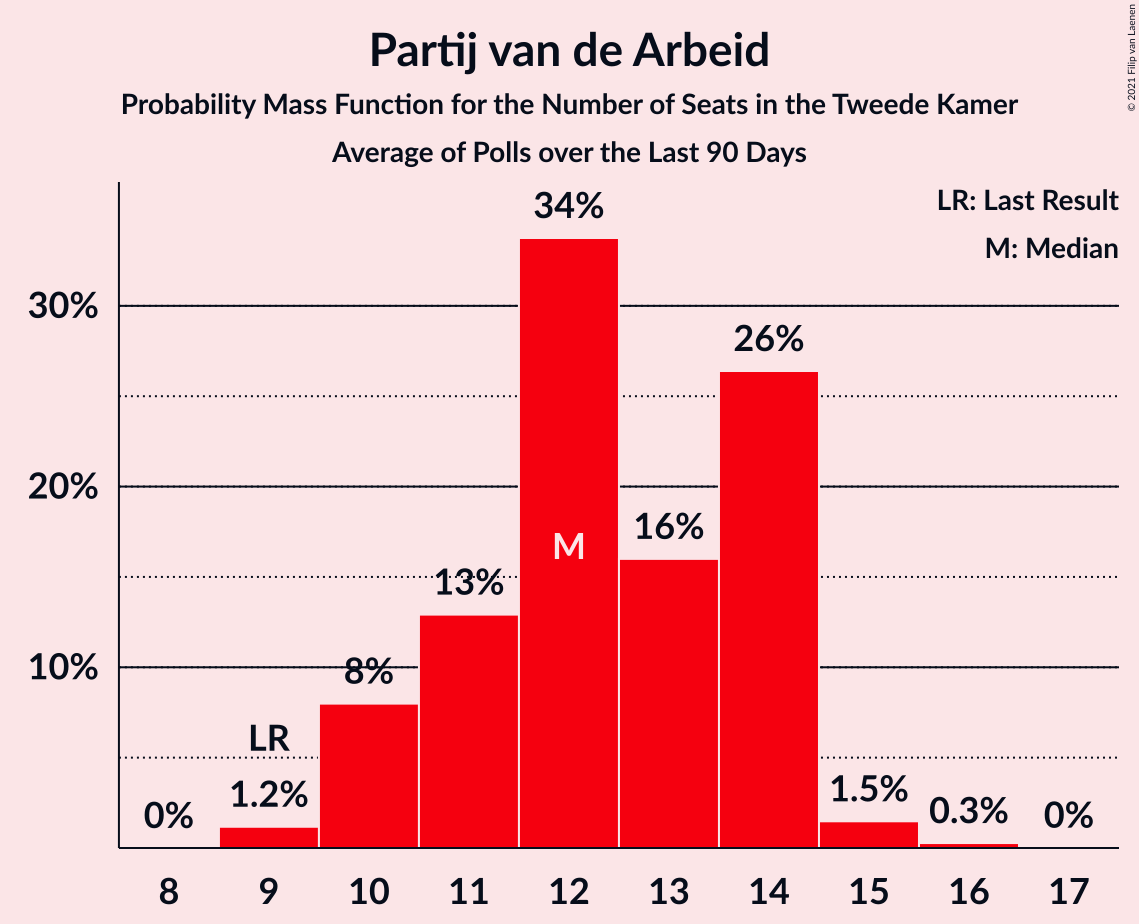 Partij van de Arbeid
Probability Mass Function for the Number of Seats in the Tweede Kamer
Average of Polls over the Last 90 Days
© 2021 Filip van Laenen
LR: Last Result
M: Median
34%
30%
26%
20%
16%
M
13%
10%
8%
LR
1.2%
0%
1.5%
0.3%
0%
8 9 10 11 12 13 14 15 16 17